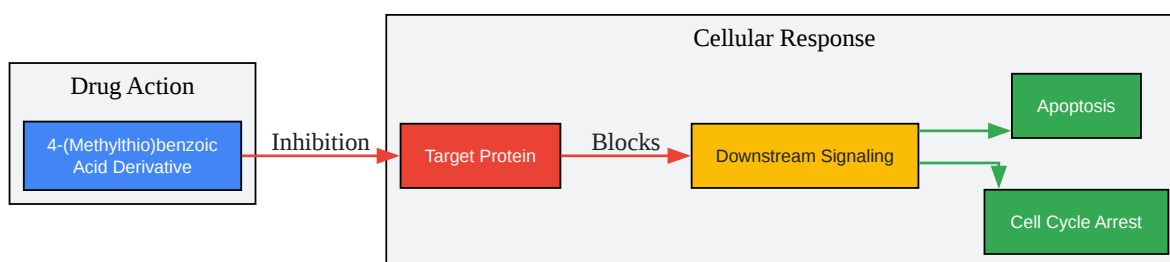 Cellular Response
Drug Action
4-(Methylthio)benzoic
Acid Derivative
Inhibition
Target Protein
Blocks
Downstream Signaling
Apoptosis
Cell Cycle Arrest